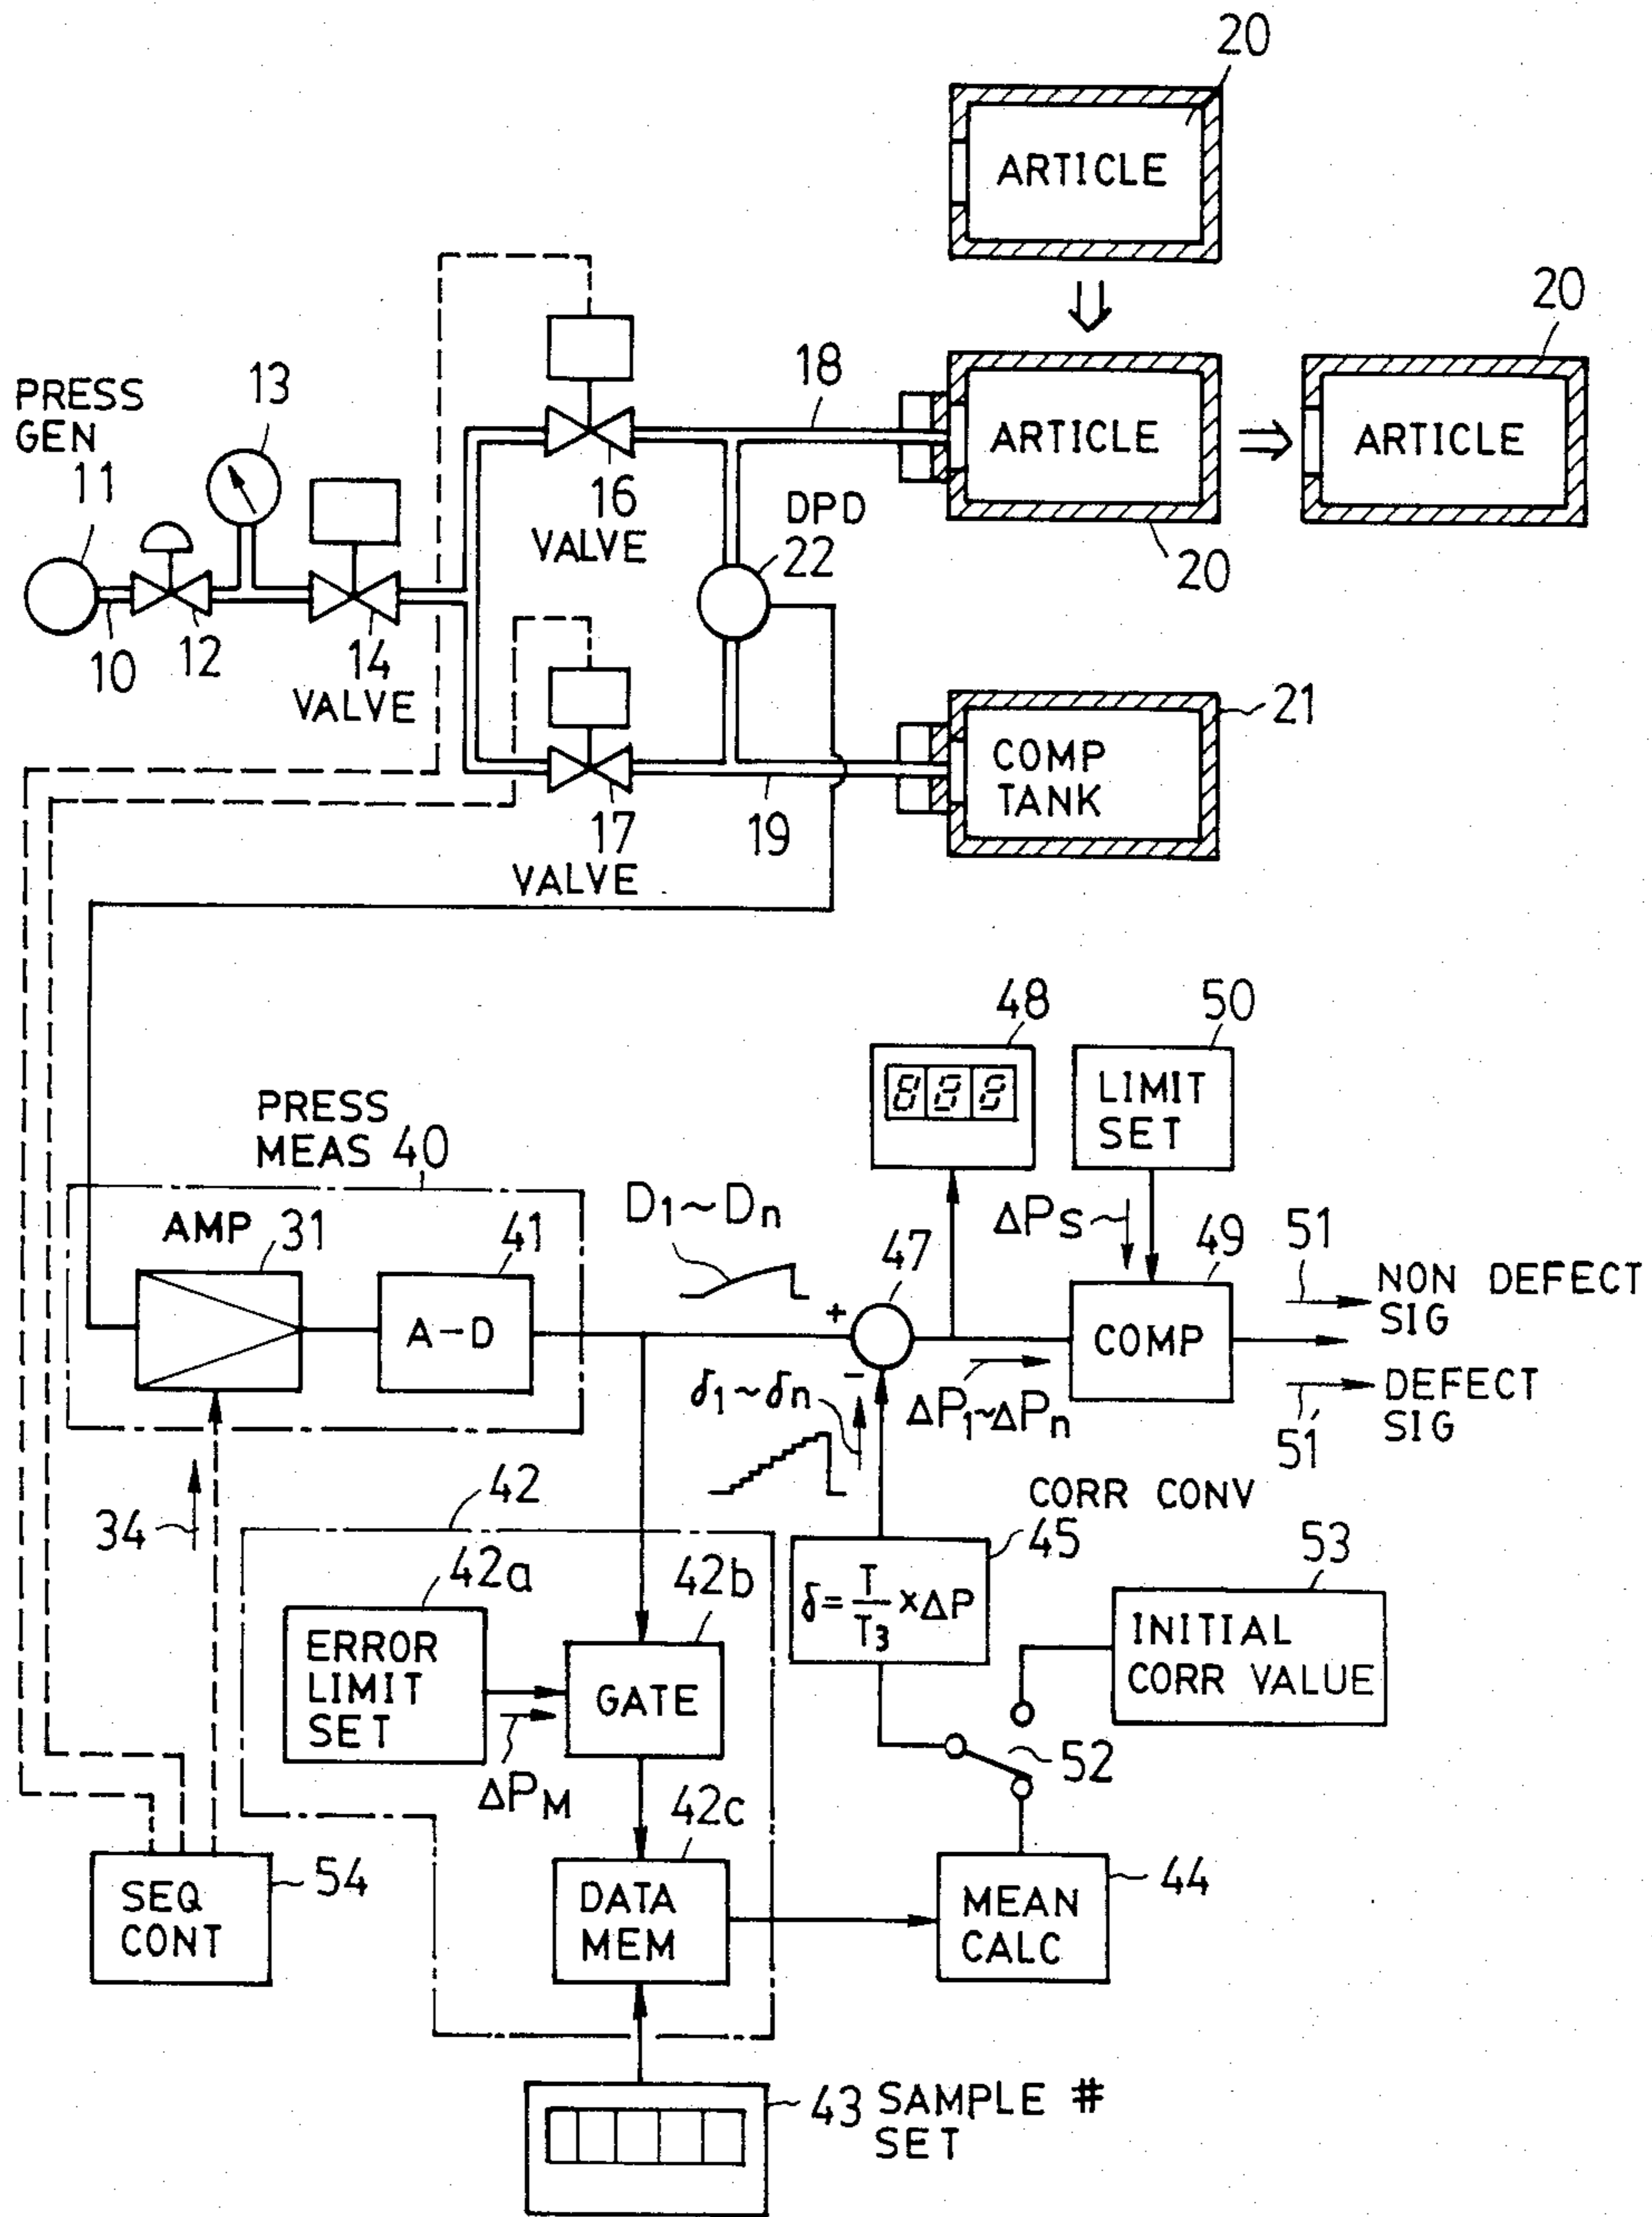 20
ARTICLE
20
13
18
PRESS
GEN
11
ARTICLE
ARTICLE
16
VALVE
DPD
22
20
10
12
14
VALVE
21
COMP
TANK
17
VALVE
19
48
50
888
LIMIT
SET
PRESS
MEAS 40
D1~Dn
ΔPS
AMP
31
41
47
49
51
NON DEFECT
SIG
A-D
+
-
COMP
δ1~δn
ΔP1~ΔPn
51'
DEFECT
SIG
34
42
CORR CONV
45
42a
42b
53
ERROR
LIMIT
SET
GATE
δ=T/T3×ΔP
INITIAL
CORR VALUE
52
ΔPM
42c
SEQ
CONT
54
DATA
MEM
MEAN
CALC
44
43 SAMPLE #
SET